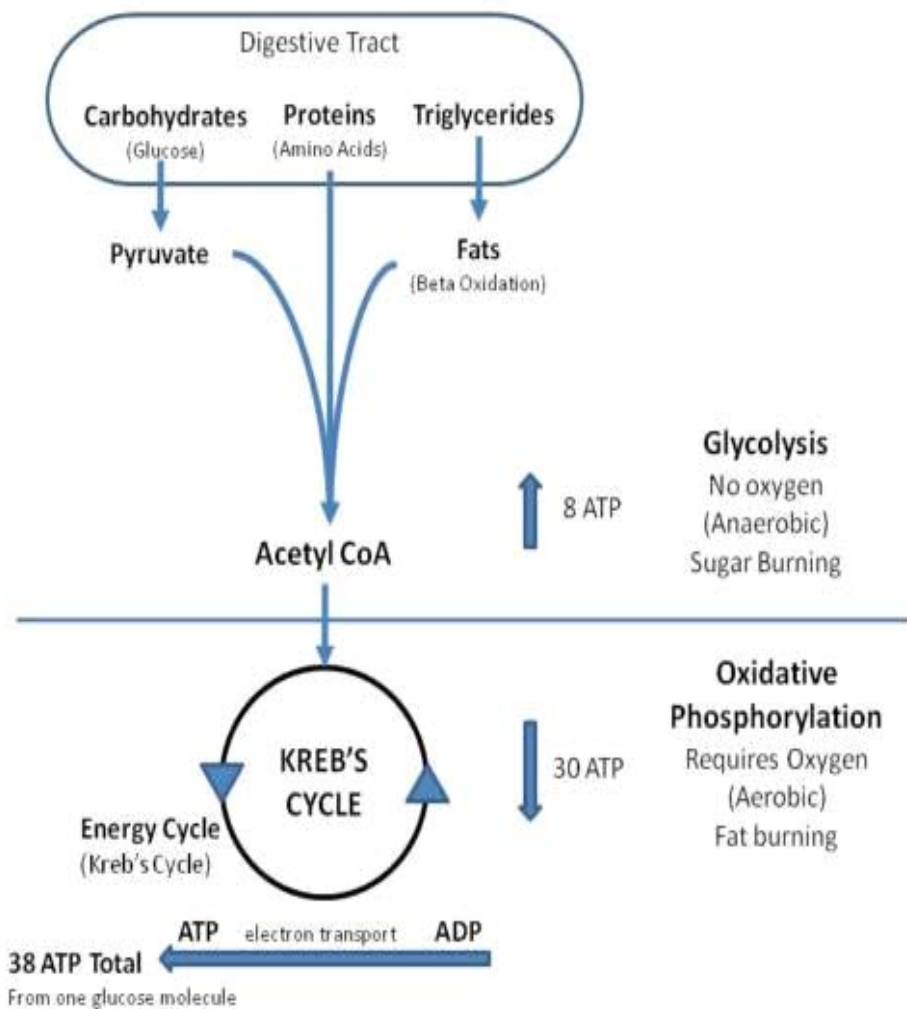 Digestive Tract
Carbohydrates
(Glucose)
Proteins
(Amino Acids)
Triglycerides
Pyruvate
Fats
(Beta Oxidation)
Acetyl CoA
8 ATP
Glycolysis
No oxygen
(Anaerobic)
Sugar Burning
KREB'S
CYCLE
Energy Cycle
(Kreb's Cycle)
30 ATP
Oxidative
Phosphorylation
Requires Oxygen
(Aerobic)
Fat burning
ATP electron transport ADP
38 ATP Total
From one glucose molecule